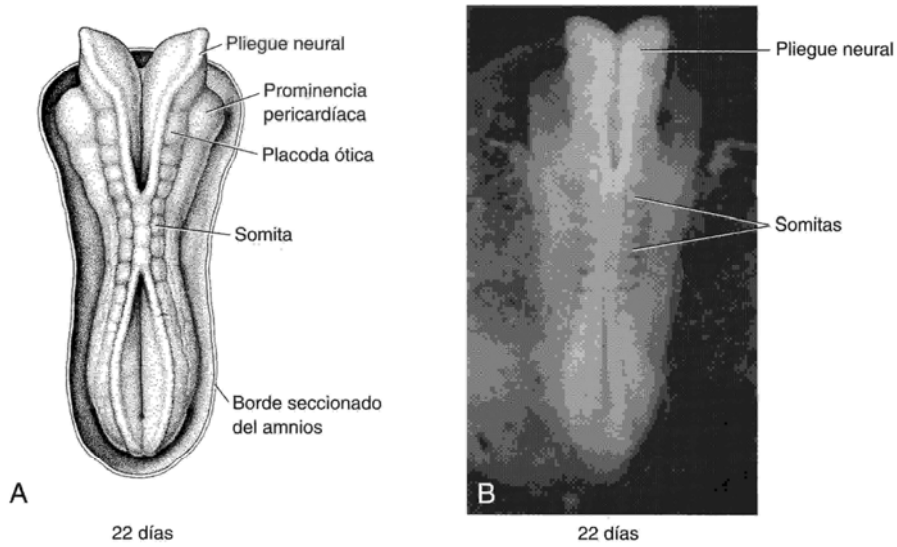 Pliegue neural
Prominencia
pericardíaca
Placoda ótica
Somita
Borde seccionado
del amnios
A
22 días
Pliegue neural
Somitas
B
22 días